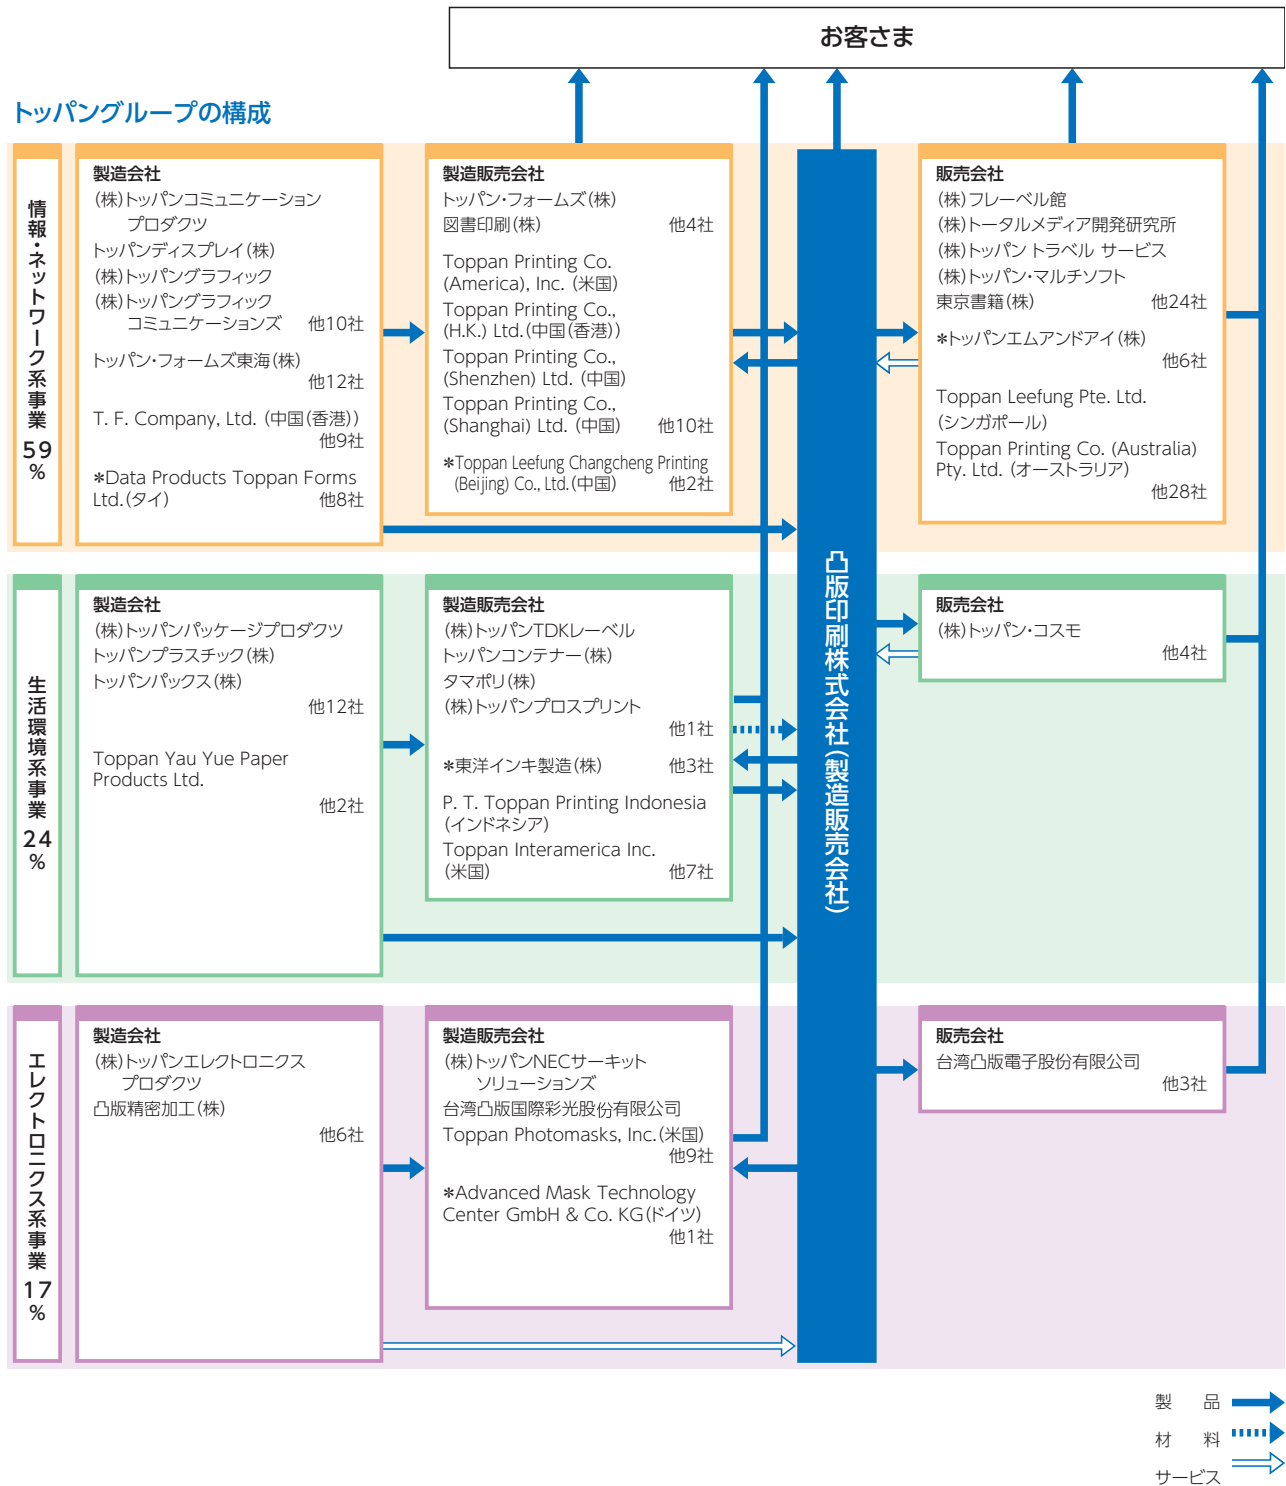 お客さま
トッパングループの構成
情報・ネットワーク系事業 59%
製造会社
(株)トッパンコミュニケーション
プロダクツ
トッパンディスプレイ(株)
(株)トッパングラフィック
(株)トッパングラフィック
コミュニケーションズ 他10社
トッパン・フォームズ東海(株)
他12社
T. F. Company, Ltd. (中国(香港))
他9社
*Data Products Toppan Forms
Ltd.(タイ) 他8社
製造販売会社
トッパン・フォームズ(株)
図書印刷(株) 他4社
Toppan Printing Co.
(America), Inc. (米国)
Toppan Printing Co.,
(H.K.) Ltd.(中国(香港))
Toppan Printing Co.,
(Shenzhen) Ltd. (中国)
Toppan Printing Co.,
(Shanghai) Ltd. (中国) 他10社
*Toppan Leefung Changcheng Printing
(Beijing) Co., Ltd.(中国) 他2社
販売会社
(株)フレーベル館
(株)トータルメディア開発研究所
(株)トッパン トラベル サービス
(株)トッパン・マルチソフト
東京書籍(株) 他24社
*トッパンエムアンドアイ(株)
他6社
Toppan Leefung Pte. Ltd.
(シンガポール)
Toppan Printing Co. (Australia)
Pty. Ltd. (オーストラリア)
他28社
凸版印刷株式会社(製造販売会社)
生活環境系事業 24%
製造会社
(株)トッパンパッケージプロダクツ
トッパンプラスチック(株)
トッパンパックス(株)
他12社
Toppan Yau Yue Paper
Products Ltd.
他2社
製造販売会社
(株)トッパンTDKレーベル
トッパンコンテナー(株)
タマポリ(株)
(株)トッパンプロスプリント
他1社
*東洋インキ製造(株) 他3社
P. T. Toppan Printing Indonesia
(インドネシア)
Toppan Interamerica Inc.
(米国) 他7社
販売会社
(株)トッパン・コスモ
他4社
エレクトロニクス系事業 17%
製造会社
(株)トッパンエレクトロニクス
プロダクツ
凸版精密加工(株)
他6社
製造販売会社
(株)トッパンNECサーキット
ソリューションズ
台湾凸版国際彩光股份有限公司
Toppan Photomasks, Inc.(米国)
他9社
*Advanced Mask Technology
Center GmbH & Co. KG(ドイツ)
他1社
販売会社
台湾凸版電子股份有限公司
他3社
製 品
材 料
サービス